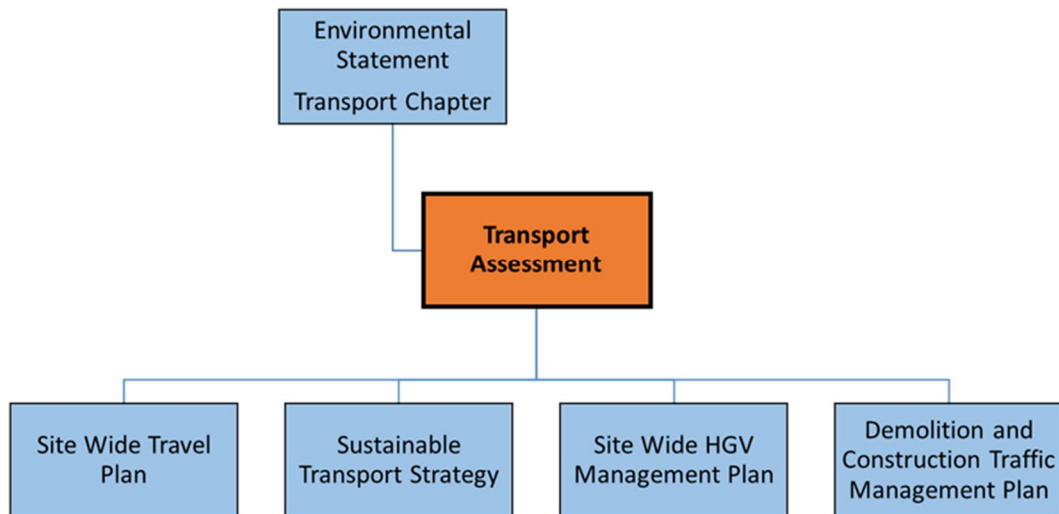 Environmental
Statement
Transport Chapter
Transport
Assessment
Site Wide Travel
Plan
Sustainable
Transport Strategy
Site Wide HGV
Management Plan
Demolition and
Construction Traffic
Management Plan